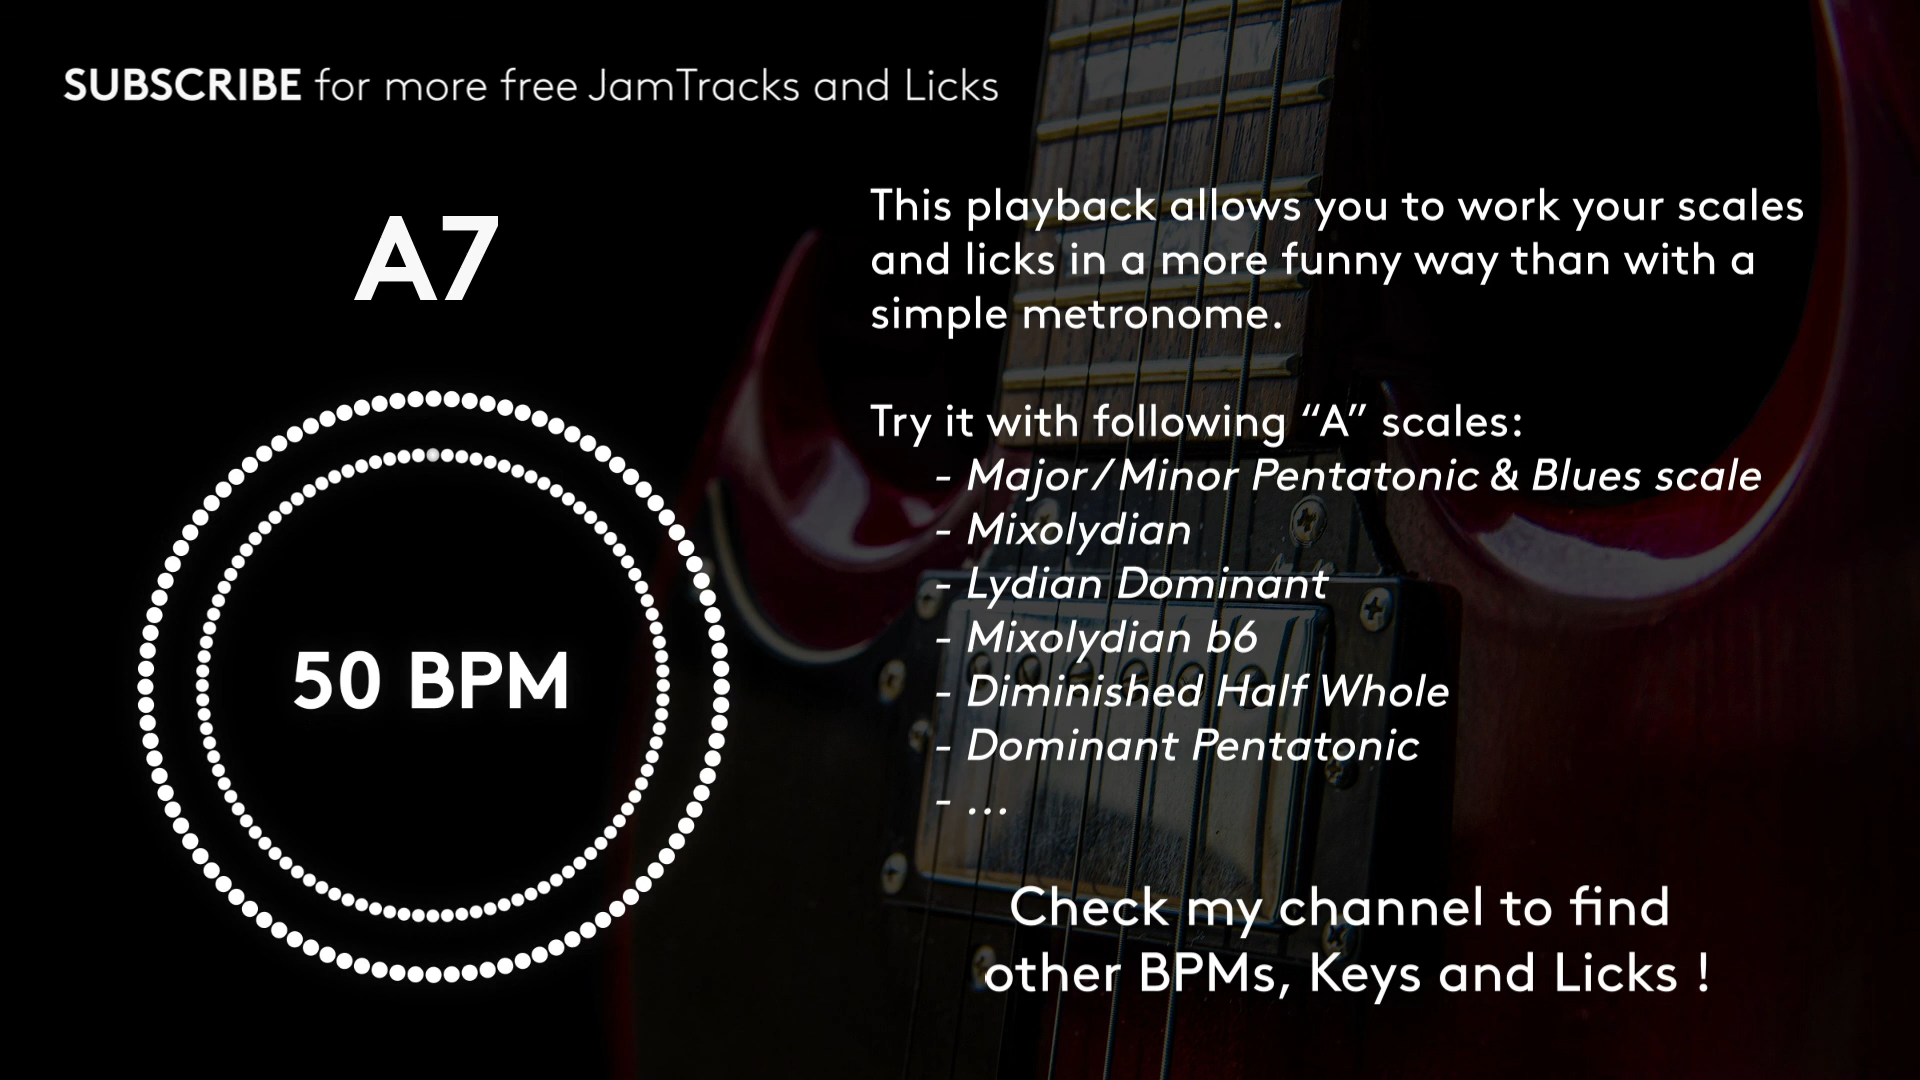 SUBSCRIBE for more free JamTracks and Licks
A7
50 BPM
This playback allows you to work your scales
and licks in a more funny way than with a
simple metronome.
Try it with following “A” scales:
- Major/Minor Pentatonic & Blues scale
- Mixolydian
- Lydian Dominant
- Mixolydian b6
- Diminished Half Whole
- Dominant Pentatonic
- ...
Check my channel to find
other BPMs, Keys and Licks !